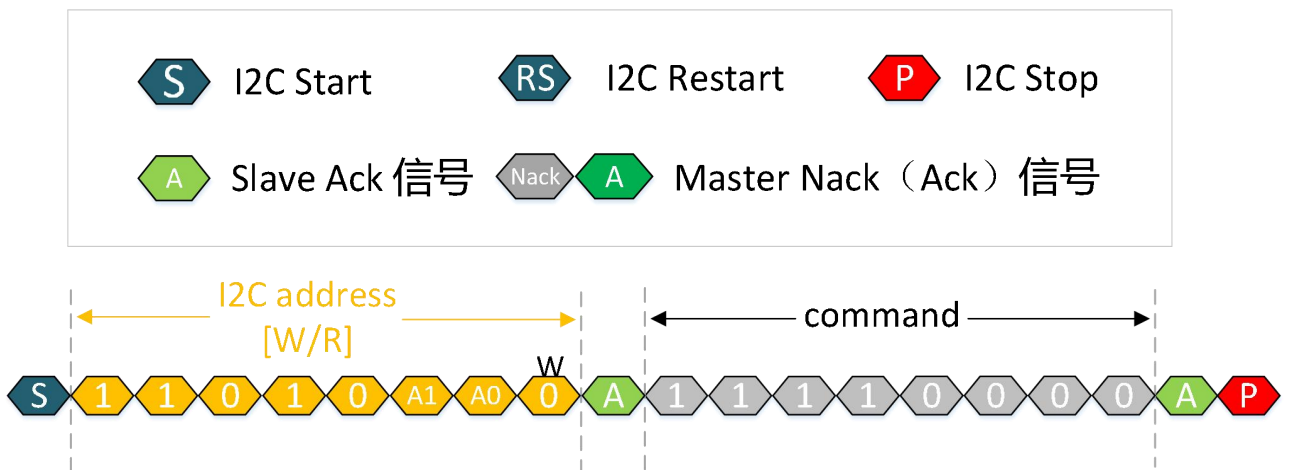 S I2C Start RS I2C Restart P I2C Stop
A Slave Ack 信号 Nack A Master Nack（Ack）信号
I2C address
[W/R]
command
W
S 1 1 0 1 0 A1 A0 0 A 1 1 1 1 0 0 0 0 A P